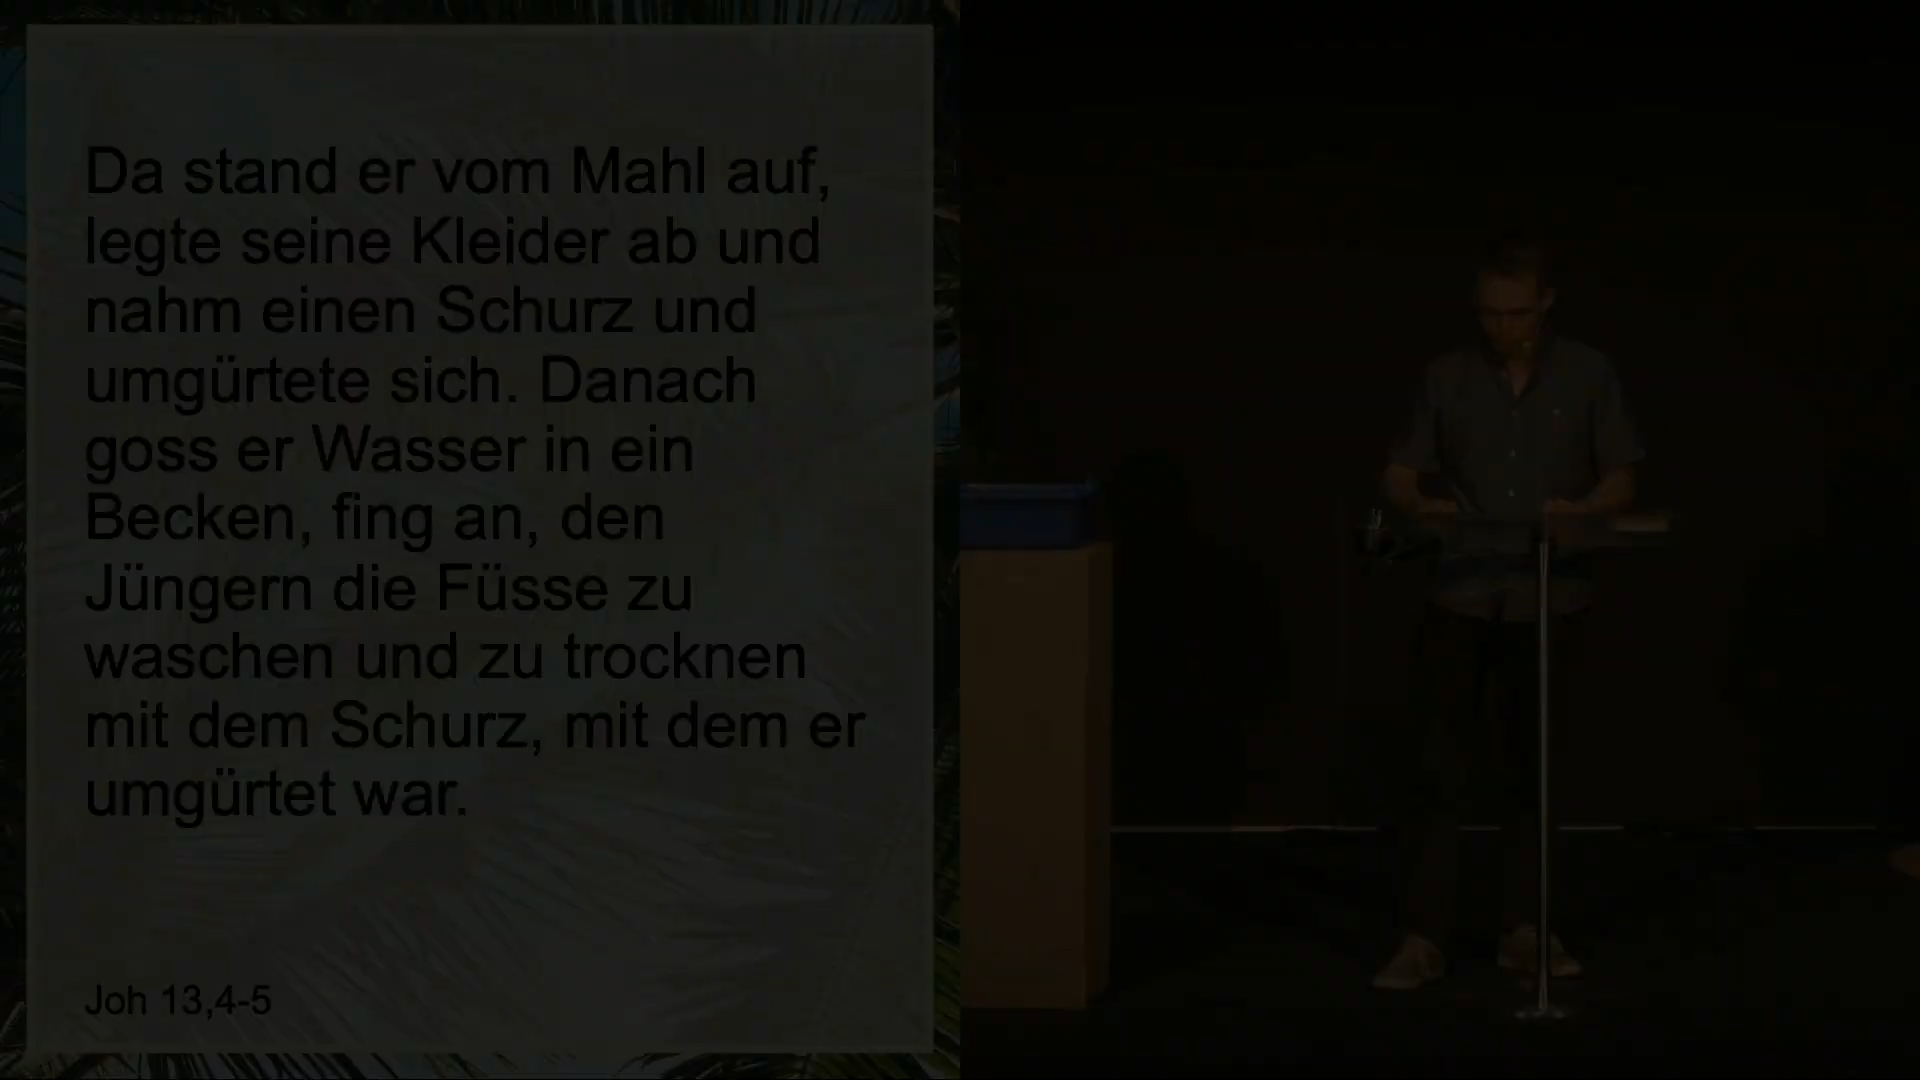 Da stand er vom Mahl auf,
legte seine Kleider ab und
nahm einen Schurz und
umgürtete sich. Danach
goss er Wasser in ein
Becken, fing an, den
Jüngern die Füsse zu
waschen und zu trocknen
mit dem Schurz, mit dem er
umgürtet war.
Joh 13,4-5